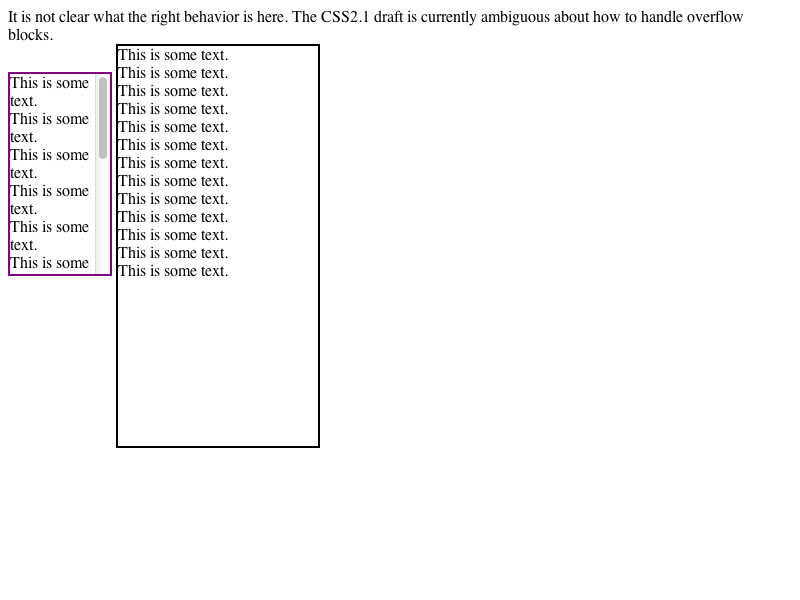 It is not clear what the right behavior is here. The CSS2.1 draft is currently ambiguous about how to handle overflow
blocks.
This is some
text.
This is some
text.
This is some
text.
This is some
text.
This is some
text.
This is some
This is some text.
This is some text.
This is some text.
This is some text.
This is some text.
This is some text.
This is some text.
This is some text.
This is some text.
This is some text.
This is some text.
This is some text.
This is some text.